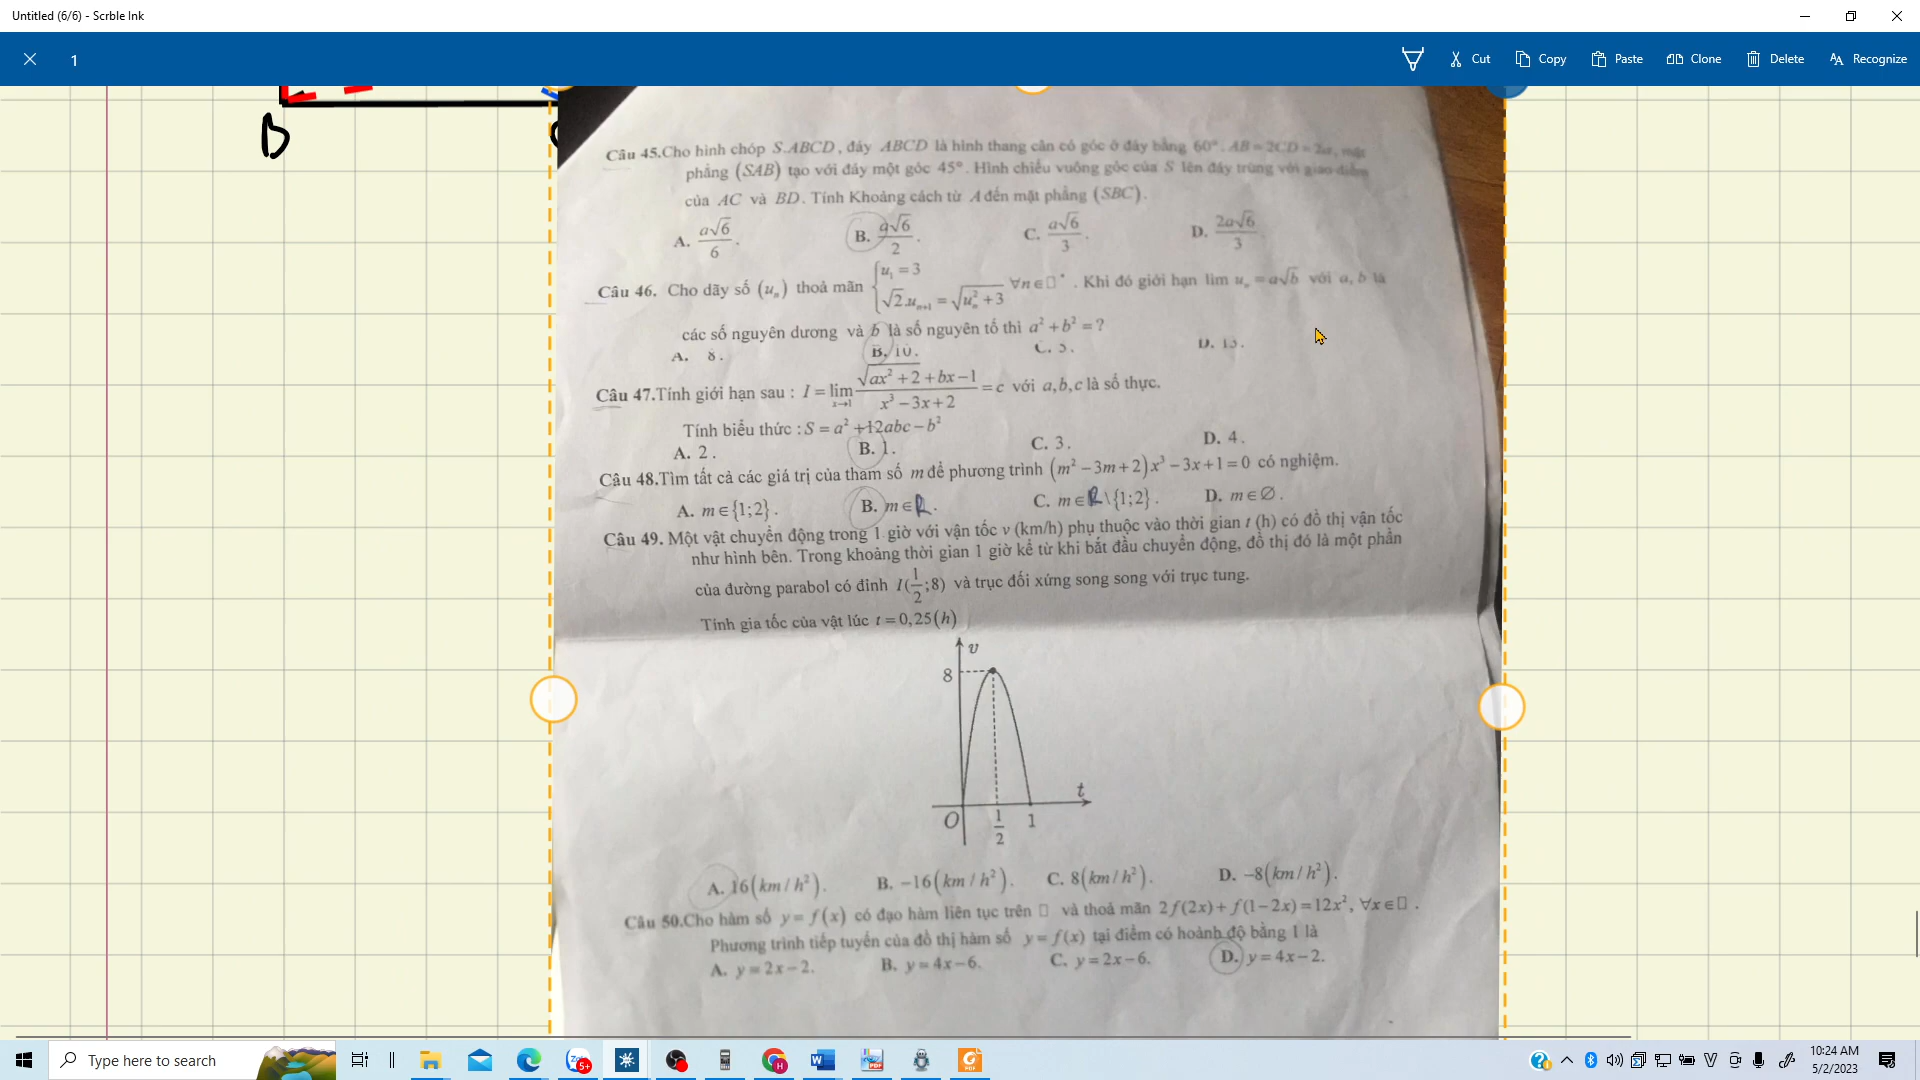 Untitled (6/6) - Scrble Ink
1
Cut
Copy
Paste
Clone
Delete
Recognize
D
Câu 45.Cho hình chóp S.ABCD, đáy ABCD là hình thang cân có góc ở đáy bằng 60°. AB = 2CD = 2a, mặt
phẳng (SAB) tạo với đáy một góc 45°. Hình chiếu vuông góc của S lên đáy trùng với giao điểm
của AC và BD. Tính Khoảng cách từ A đến mặt phẳng (SBC).
A. a√6/6. B. a√6/2. C. a√6/3. D. 2a√6/3.
Câu 46. Cho dãy số (uₙ) thoả mãn {u₁ = 3; √2.uₙ₊₁ = √(uₙ² + 3) ∀n∈□*. Khi đó giới hạn lim uₙ = a√b với a, b là
các số nguyên dương và b là số nguyên tố thì a² + b² = ?
A. 8. B. 10. C. 5. D. 13.
Câu 47.Tính giới hạn sau : I = lim x→1 (√(ax² + 2) + bx − 1)/(x³ − 3x + 2) = c với a,b,c là số thực.
Tính biểu thức : S = a² + 12abc − b²
A. 2. B. 1. C. 3. D. 4.
Câu 48.Tìm tất cả các giá trị của tham số m để phương trình (m² − 3m + 2)x³ − 3x + 1 = 0 có nghiệm.
A. m∈{1;2}. B. m∈R. C. m∈R\{1;2}. D. m∈∅.
Câu 49. Một vật chuyển động trong 1 giờ với vận tốc v (km/h) phụ thuộc vào thời gian t (h) có đồ thị vận tốc
như hình bên. Trong khoảng thời gian 1 giờ kể từ khi bắt đầu chuyển động, đồ thị đó là một phần
của đường parabol có đỉnh I(1/2;8) và trục đối xứng song song với trục tung.
Tính gia tốc của vật lúc t = 0,25(h)
v
8
t
O 1/2 1
A. 16(km/h²). B. −16(km/h²). C. 8(km/h²). D. −8(km/h²).
Câu 50.Cho hàm số y = f(x) có đạo hàm liên tục trên □ và thoả mãn 2f(2x) + f(1−2x) = 12x², ∀x∈□.
Phương trình tiếp tuyến của đồ thị hàm số y = f(x) tại điểm có hoành độ bằng 1 là
A. y = 2x − 2. B. y = 4x − 6. C. y = 2x − 6. D. y = 4x − 2.
Type here to search
10:24 AM
5/2/2023